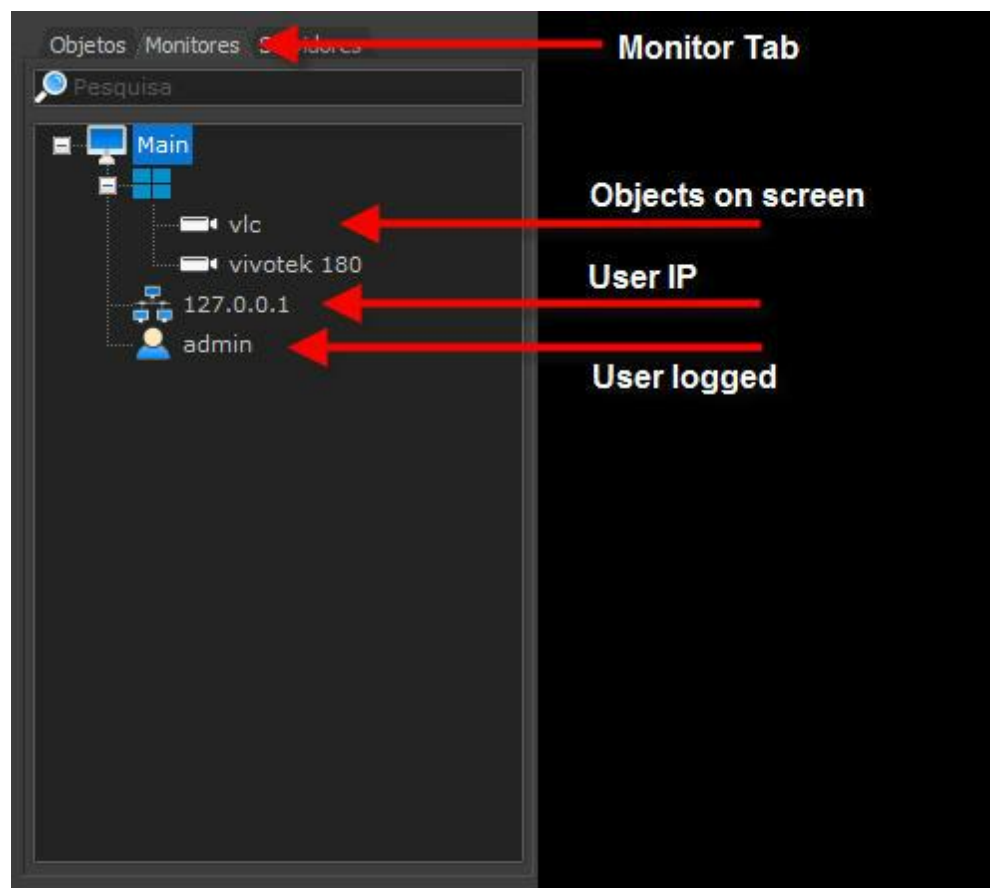 Objetos Monitores
Monitor Tab
Pesquisa
Main
Objects on screen
vlc
vivotek 180
User IP
127.0.0.1
admin
User logged